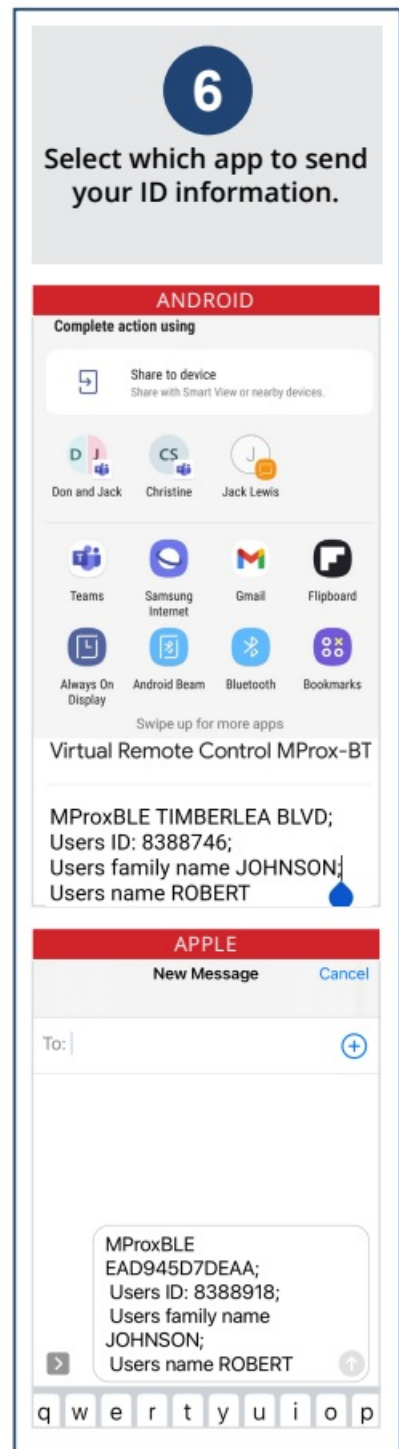 6
Select which app to send
your ID information.
ANDROID
Complete action using
Share to device
Share with Smart View or nearby devices.
D J
CS
J
Don and Jack
Christine
Jack Lewis
Teams
Samsung
Internet
Gmail
Flipboard
Always On
Display
Android Beam
Bluetooth
Bookmarks
Swipe up for more apps
Virtual Remote Control MProx-BT
MProxBLE TIMBERLEA BLVD;
Users ID: 8388746;
Users family name JOHNSON;
Users name ROBERT
APPLE
New Message
Cancel
To:
MProxBLE
EAD945D7DEAA;
Users ID: 8388918;
Users family name
JOHNSON;
Users name ROBERT
q w e r t y u i o p